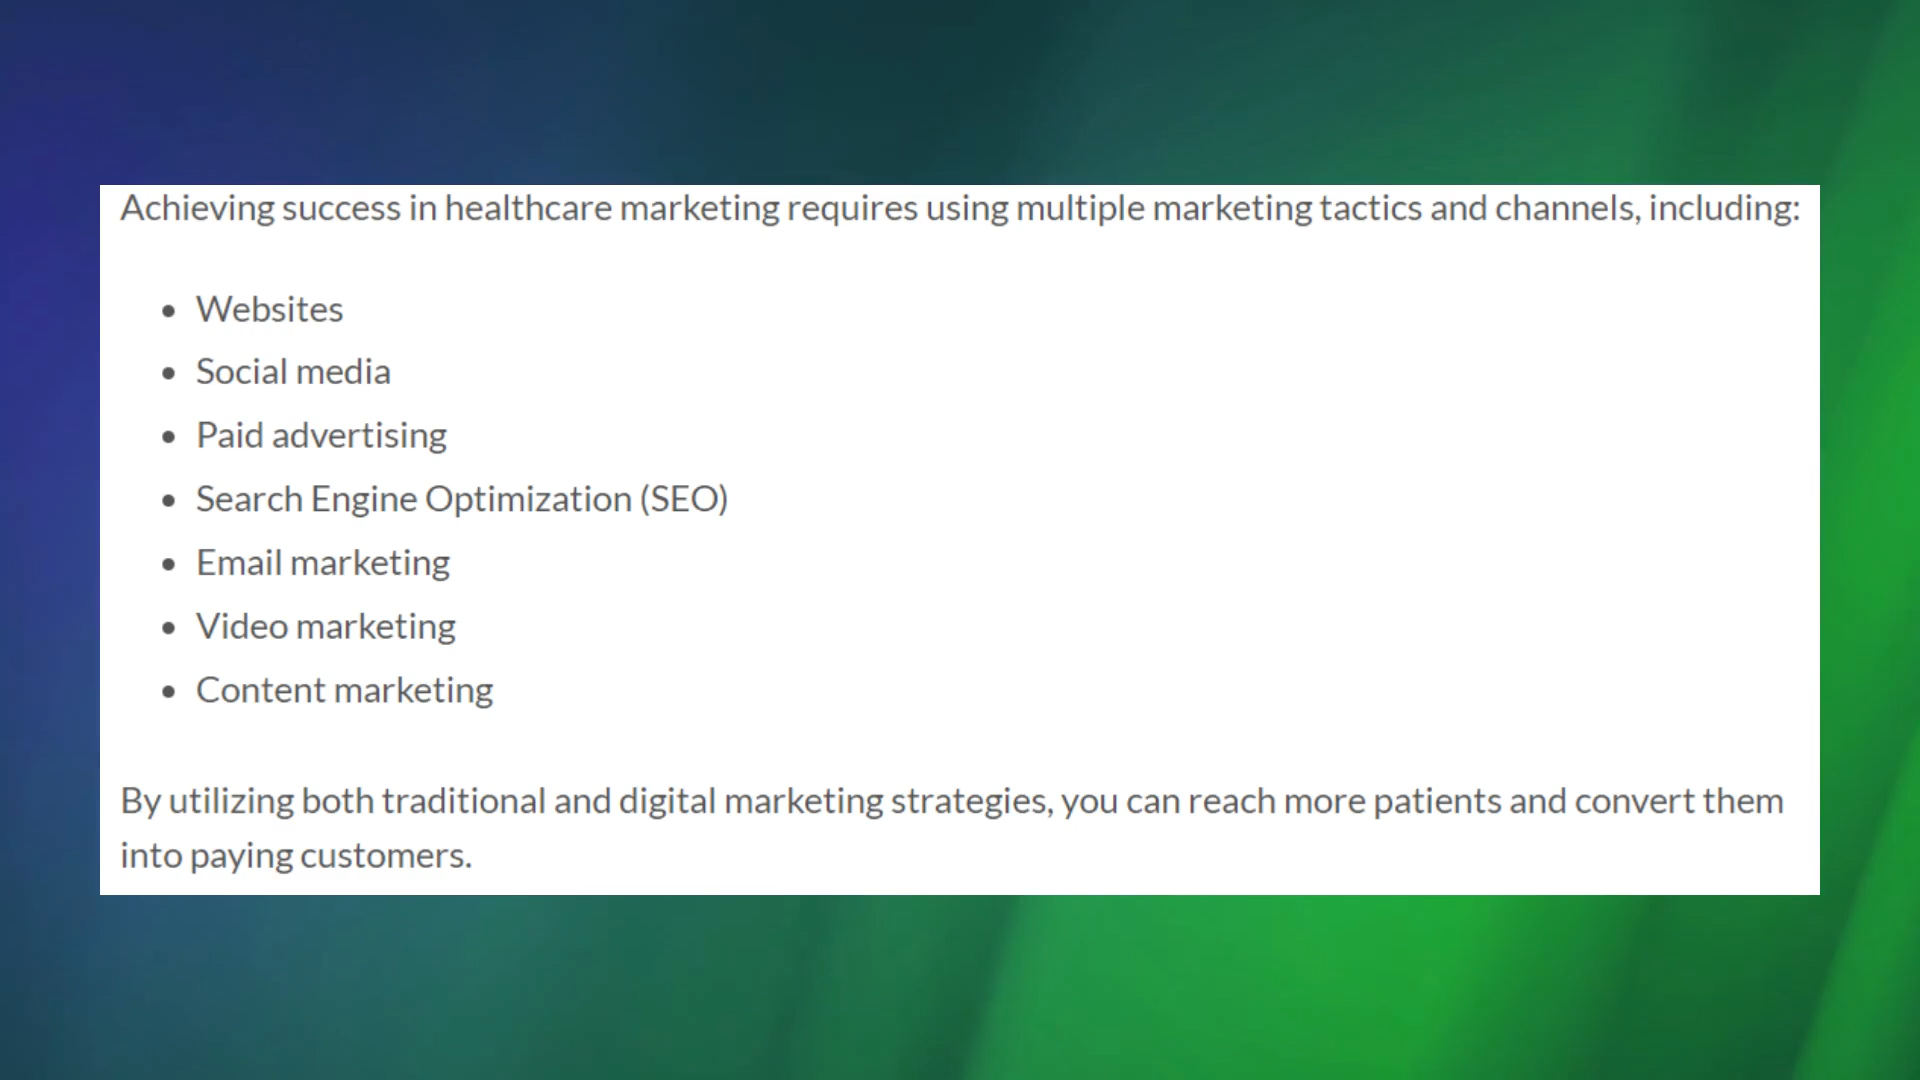 Achieving success in healthcare marketing requires using multiple marketing tactics and channels, including:
• Websites
• Social media
• Paid advertising
• Search Engine Optimization (SEO)
• Email marketing
• Video marketing
• Content marketing
By utilizing both traditional and digital marketing strategies, you can reach more patients and convert them
into paying customers.